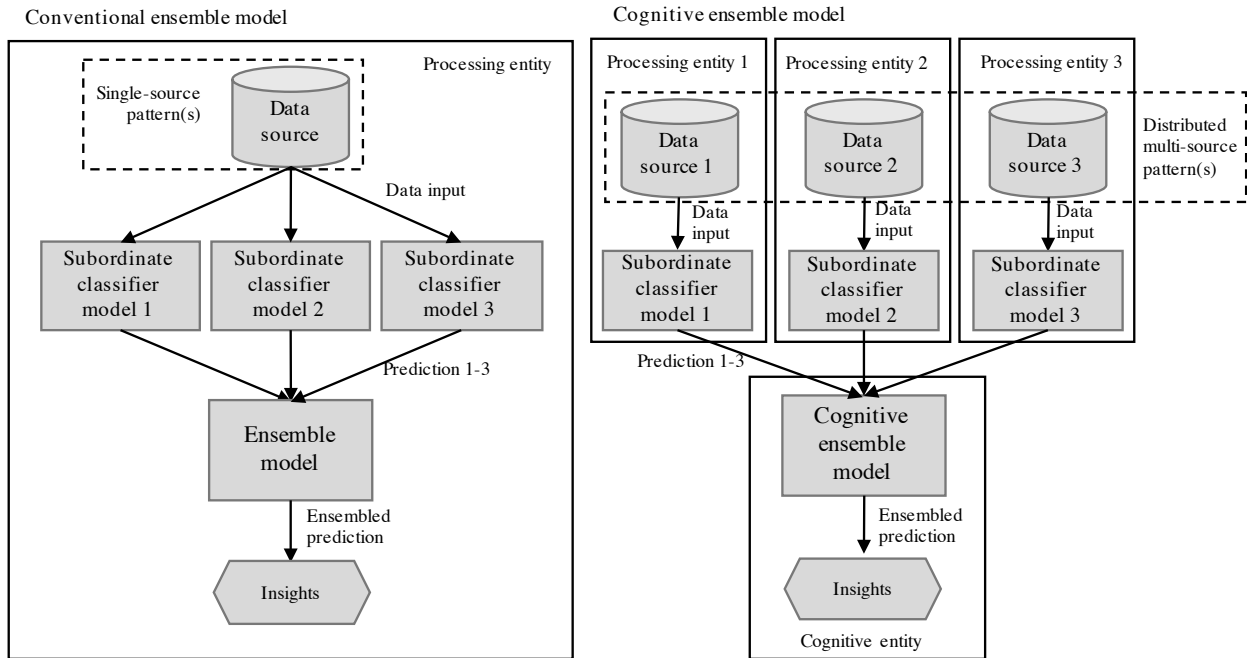 Conventional ensemble model
Processing entity
Single-source
pattern(s)
Data
source
Data input
Subordinate
classifier
model 1
Subordinate
classifier
model 2
Subordinate
classifier
model 3
Prediction 1-3
Ensemble
model
Ensembled
prediction
Insights
Cognitive ensemble model
Processing entity 1
Processing entity 2
Processing entity 3
Data
source 1
Data
source 2
Data
source 3
Distributed
multi-source
pattern(s)
Data
input
Data
input
Data
input
Subordinate
classifier
model 1
Subordinate
classifier
model 2
Subordinate
classifier
model 3
Prediction 1-3
Cognitive
ensemble
model
Ensembled
prediction
Insights
Cognitive entity